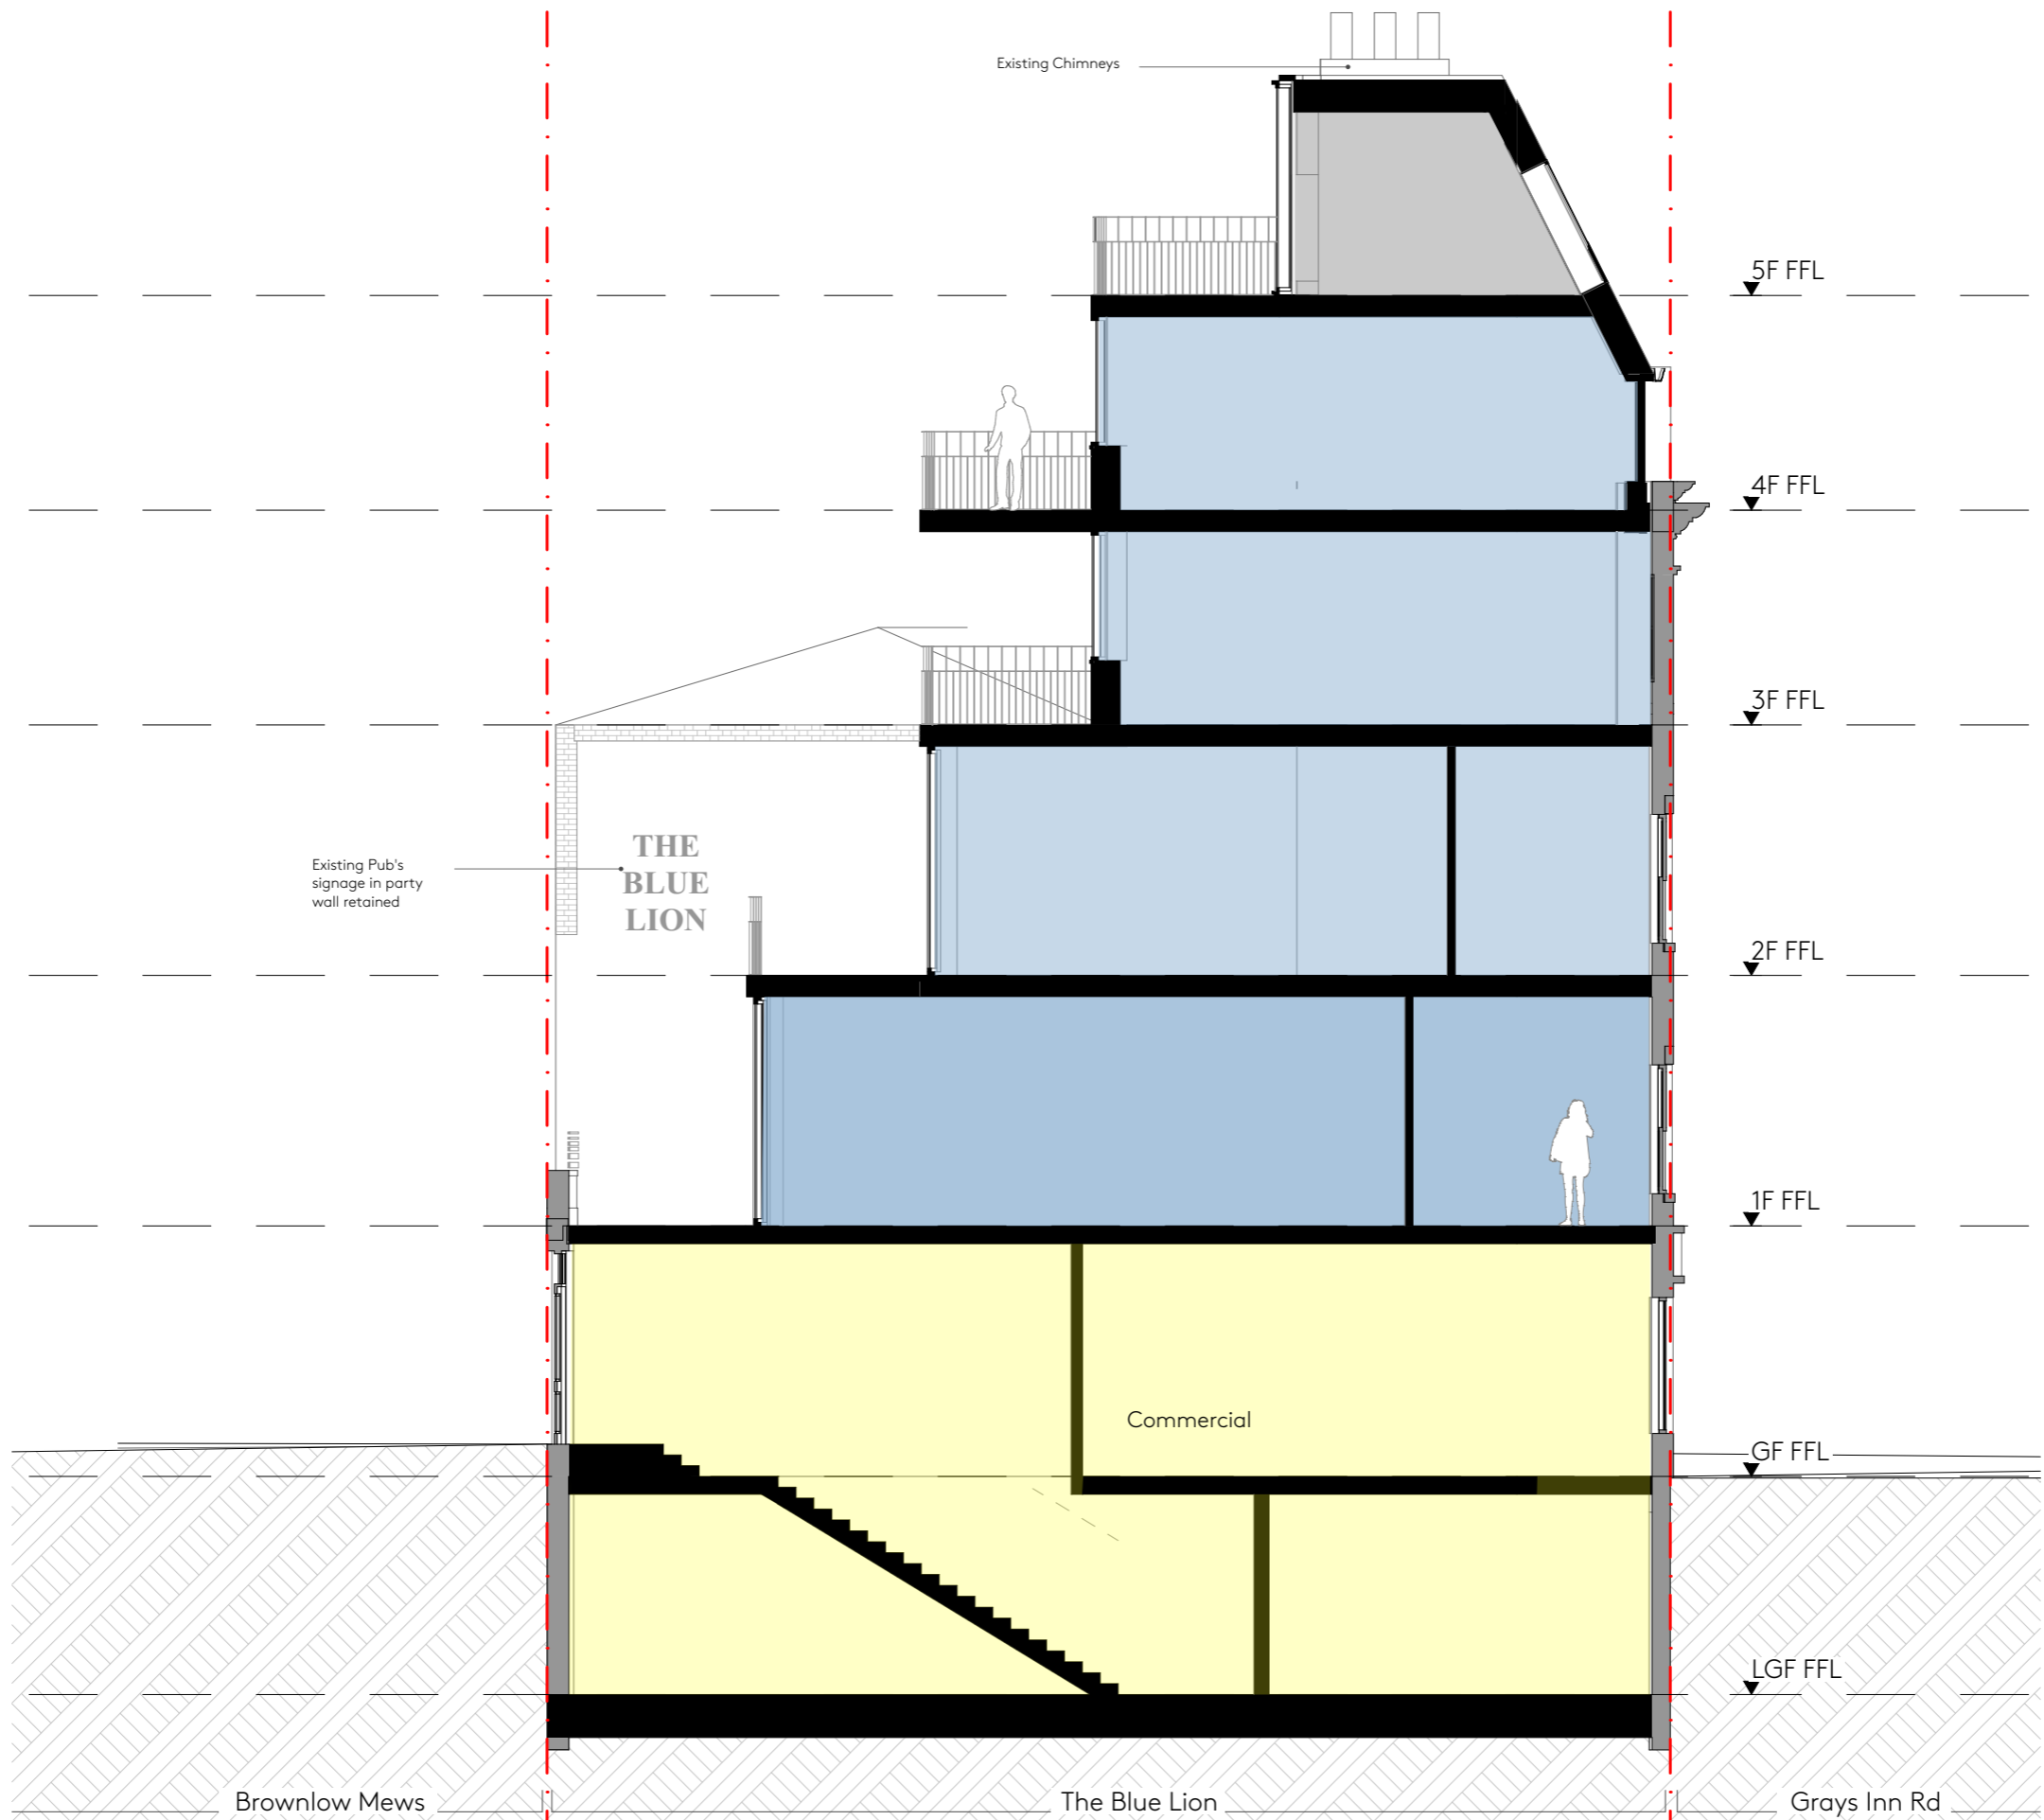 Existing Chimneys
5F FFL
4F FFL
3F FFL
Existing Pub's
signage in party
wall retained
THE
BLUE
LION
2F FFL
1F FFL
Commercial
GF FFL
LGF FFL
Brownlow Mews
The Blue Lion
Grays Inn Rd